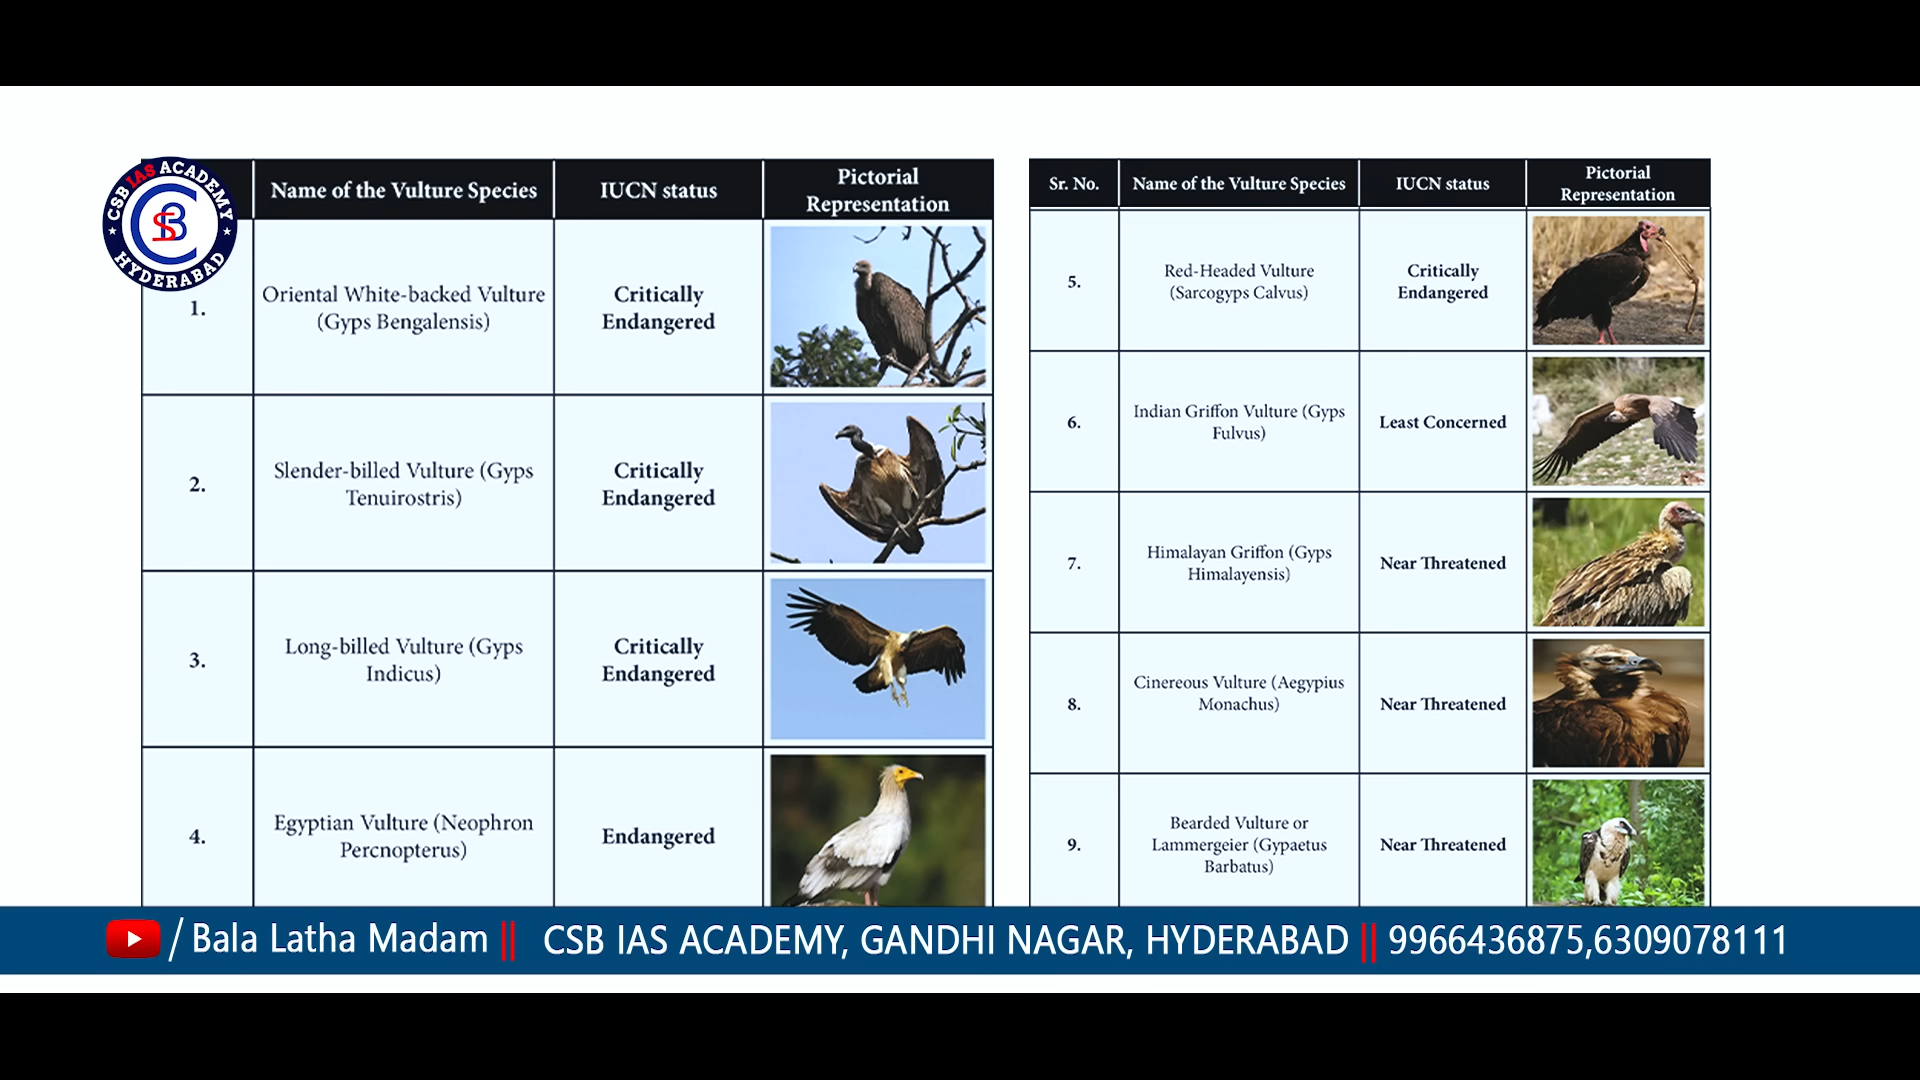 CSB IAS ACADEMY
HYDERABAD
CSB
Name of the Vulture Species
IUCN status
Pictorial
Representation
1.
Oriental White-backed Vulture
(Gyps Bengalensis)
Critically
Endangered
2.
Slender-billed Vulture (Gyps
Tenuirostris)
Critically
Endangered
3.
Long-billed Vulture (Gyps
Indicus)
Critically
Endangered
4.
Egyptian Vulture (Neophron
Percnopterus)
Endangered
Sr. No.
Name of the Vulture Species
IUCN status
Pictorial
Representation
5.
Red-Headed Vulture
(Sarcogyps Calvus)
Critically
Endangered
6.
Indian Griffon Vulture (Gyps
Fulvus)
Least Concerned
7.
Himalayan Griffon (Gyps
Himalayensis)
Near Threatened
8.
Cinereous Vulture (Aegypius
Monachus)
Near Threatened
9.
Bearded Vulture or
Lammergeier (Gypaetus
Barbatus)
Near Threatened
/ Bala Latha Madam || CSB IAS ACADEMY, GANDHI NAGAR, HYDERABAD || 9966436875,6309078111